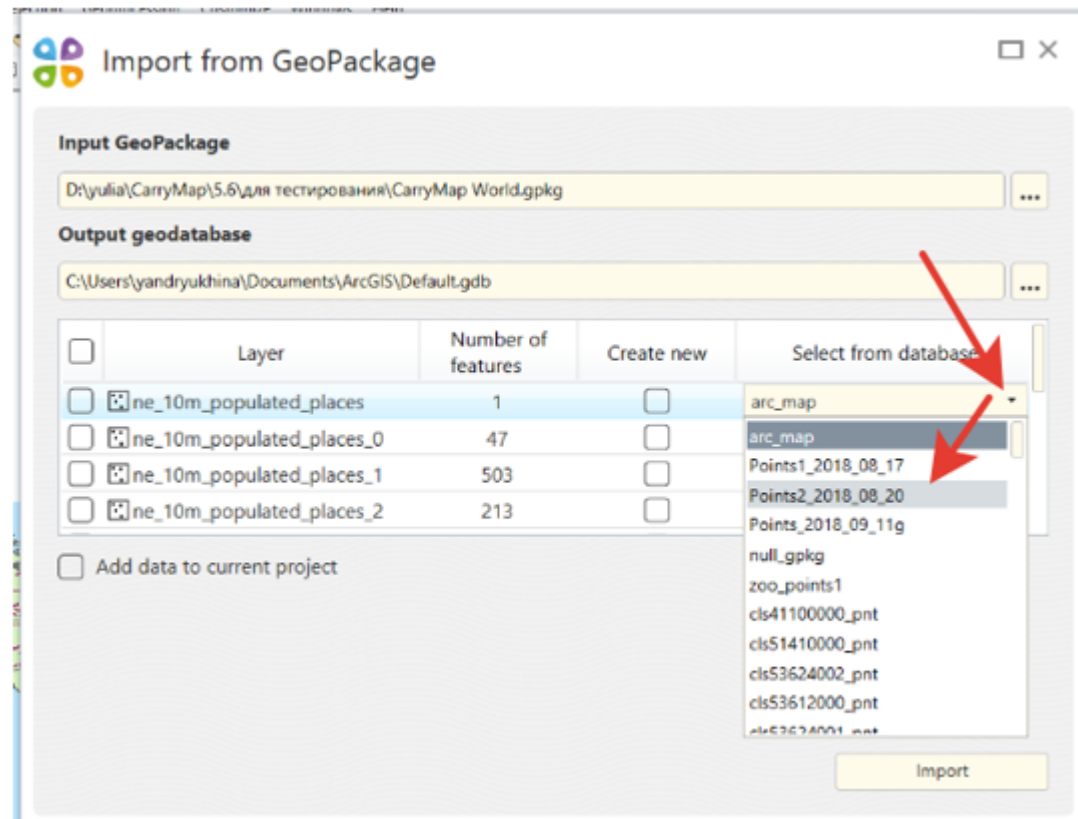 Import from GeoPackage
Input GeoPackage
D:\yulia\CarryMap\5.6\для тестирования\CarryMap World.gpkg
...
Output geodatabase
C:\Users\yandryukhina\Documents\ArcGIS\Default.gdb
...
Layer
Number of features
Create new
Select from database
ne_10m_populated_places
1
arc_map
ne_10m_populated_places_0
47
ne_10m_populated_places_1
503
ne_10m_populated_places_2
213
arc_map
Points1_2018_08_17
Points2_2018_08_20
Points_2018_09_11g
null_gpkg
zoo_points1
cls41100000_pnt
cls51410000_pnt
cls53624002_pnt
cls53612000_pnt
cls53624001_pnt
Add data to current project
Import